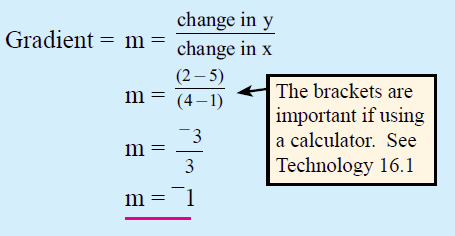 Gradient = m = change in y / change in x
m = (2 – 5) / (4 – 1)
m = ⁻3 / 3
m = ⁻1
The brackets are
important if using
a calculator. See
Technology 16.1